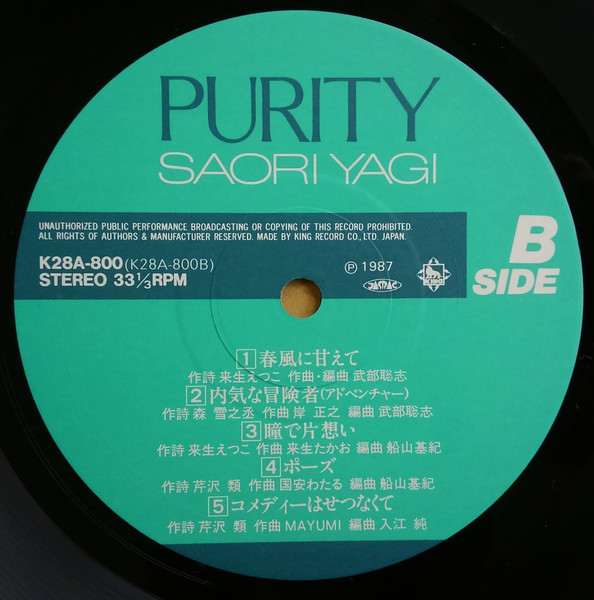 PURITY
SAORI YAGI
UNAUTHORIZED PUBLIC PERFORMANCE BROADCASTING OR COPYING OF THIS RECORD PROHIBITED.
ALL RIGHTS OF AUTHORS & MANUFACTURER RESERVED. MADE BY KING RECORD CO., LTD. JAPAN.
K28A-800(K28A-800B)
STEREO 33⅓RPM
Ⓟ 1987
JASRAC
KING
B
SIDE
1 春風に甘えて
作詩 来生えつこ 作曲・編曲 武部聡志
2 内気な冒険者(アドベンチャー)
作詩 森 雪之丞 作曲 岸 正之 編曲 武部聡志
3 瞳で片想い
作詩 来生えつこ 作曲 来生たかお 編曲 船山基紀
4 ポーズ
作詩 芹沢 類 作曲 国安わたる 編曲 船山基紀
5 コメディーはせつなくて
作詩 芹沢 類 作曲 MAYUMI 編曲 入江 純